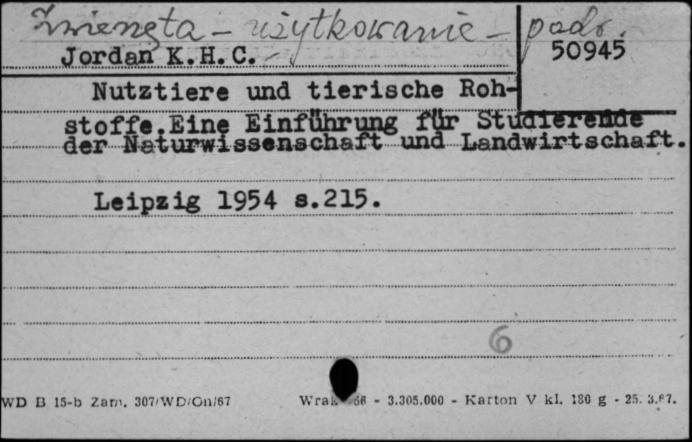 Zwierzęta - użytkowanie - podr.
Jordan K.H.C.
50945
Nutztiere und tierische Roh-
stoffe.Eine Einführung für Studierende
der Naturwissenschaft und Landwirtschaft.
Leipzig 1954 s.215.
6
WD B 15-b Zam. 307/WD/On/67
56 - 3.305.000 - Karton V kl. 180 g - 25. 3.67.